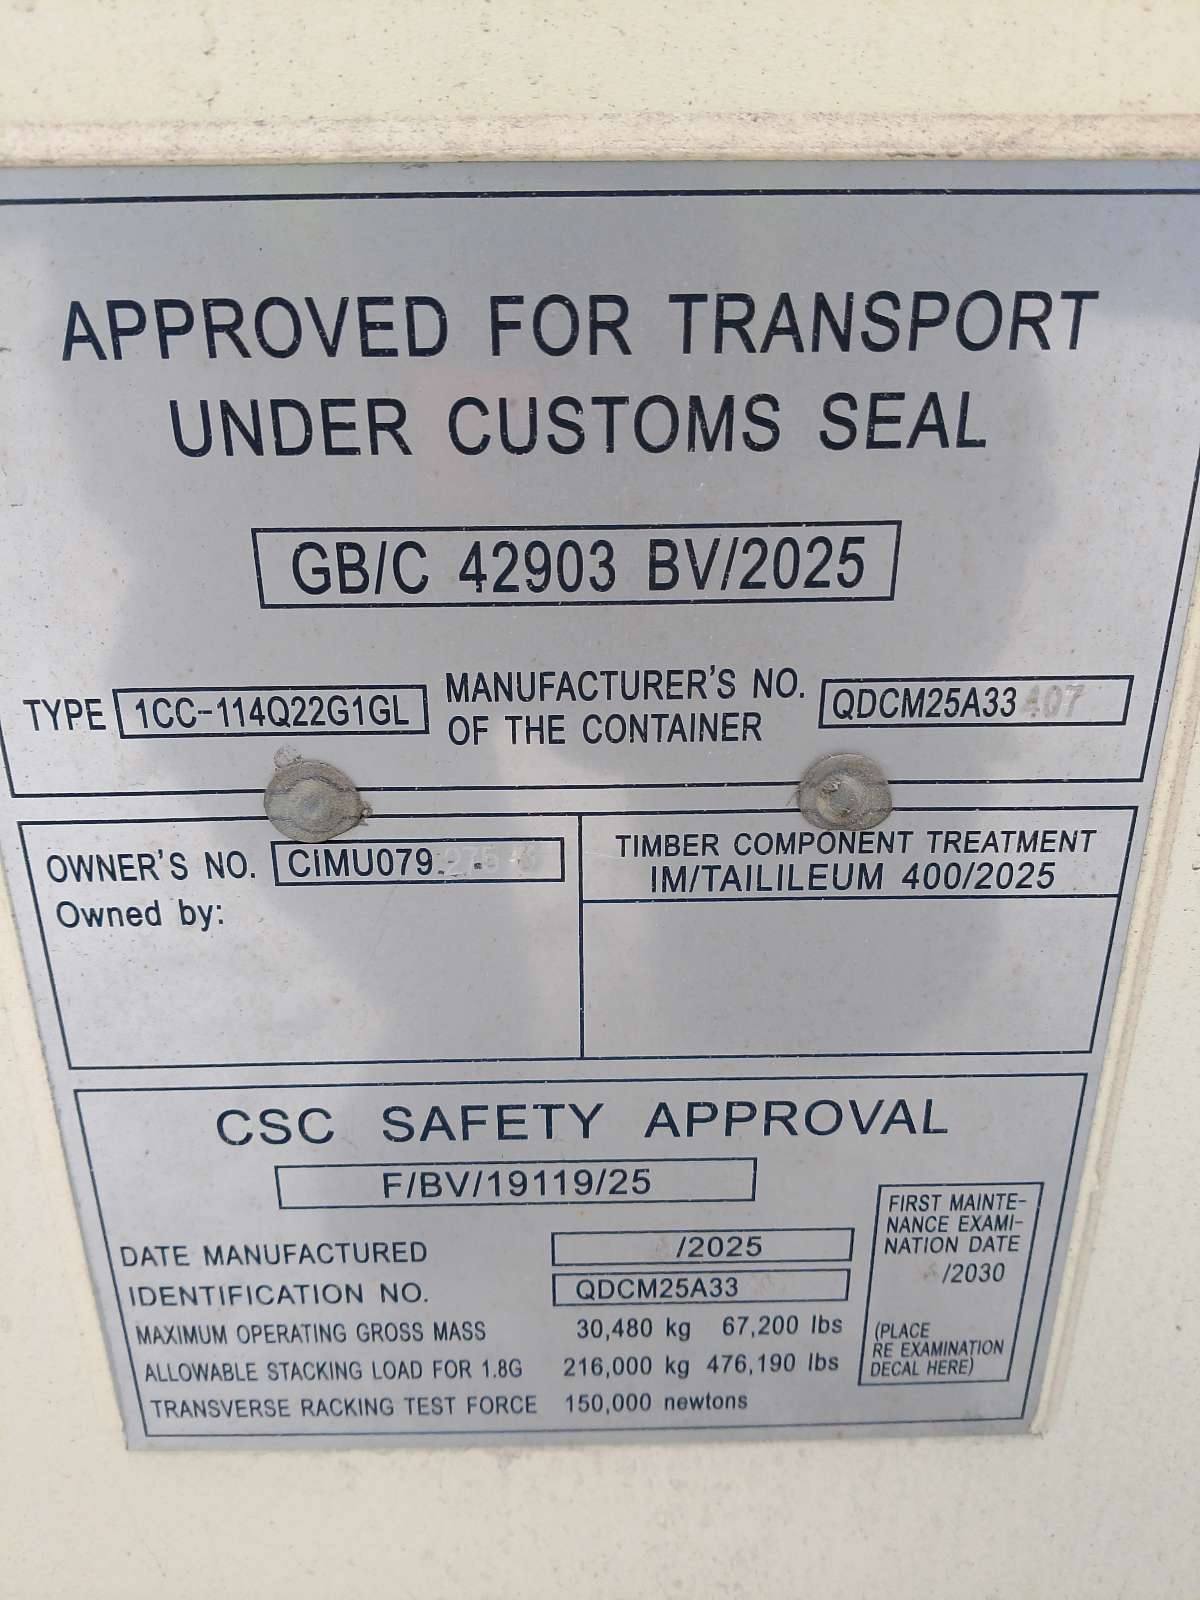 APPROVED FOR TRANSPORT
UNDER CUSTOMS SEAL
GB/C 42903 BV/2025
TYPE 1CC-114Q22G1GL
MANUFACTURER'S NO.
OF THE CONTAINER
QDCM25A33407
OWNER'S NO. CiMU079
Owned by:
TIMBER COMPONENT TREATMENT
IM/TAILILEUM 400/2025
CSC SAFETY APPROVAL
F/BV/19119/25
DATE MANUFACTURED /2025
IDENTIFICATION NO. QDCM25A33
MAXIMUM OPERATING GROSS MASS 30,480 kg 67,200 lbs
ALLOWABLE STACKING LOAD FOR 1.8G 216,000 kg 476,190 lbs
TRANSVERSE RACKING TEST FORCE 150,000 newtons
FIRST MAINTE-
NANCE EXAMI-
NATION DATE
/2030
(PLACE
RE EXAMINATION
DECAL HERE)